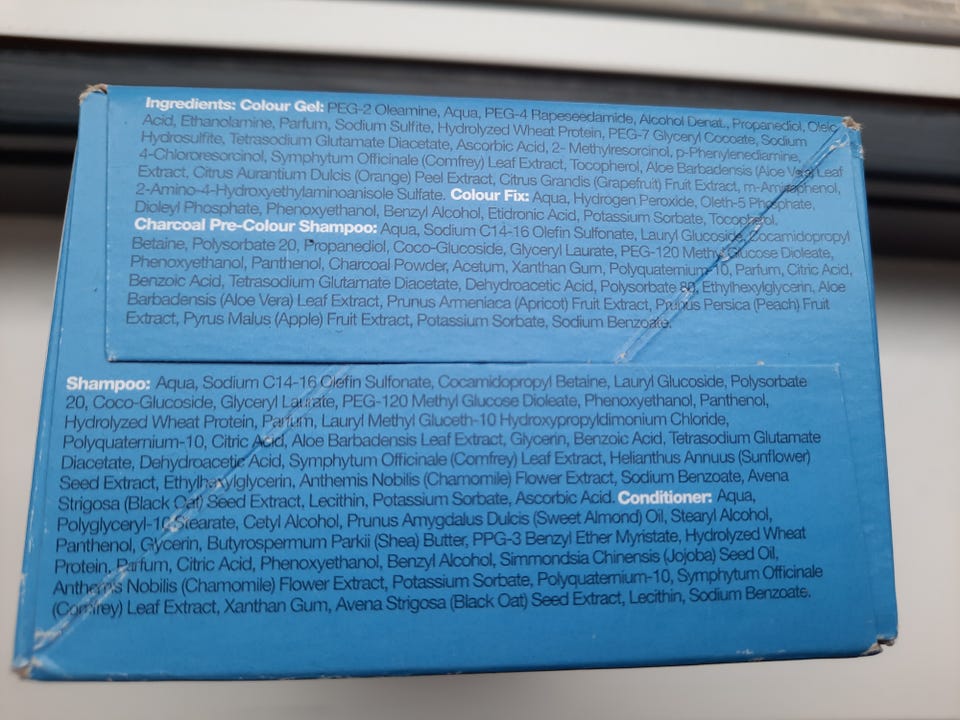 Ingredients: Colour Gel: PEG-2 Oleamine, Aqua, PEG-4 Rapeseedamide, Alcohol Denat., Propanediol, Oleic
Acid, Ethanolamine, Parfum, Sodium Sulfite, Hydrolyzed Wheat Protein, PEG-7 Glyceryl Cocoate, Sodium
Hydrosulfite, Tetrasodium Glutamate Diacetate, Ascorbic Acid, 2- Methylresorcinol, p-Phenylenediamine,
4-Chlororesorcinol, Symphytum Officinale (Comfrey) Leaf Extract, Tocopherol, Aloe Barbadensis (Aloe Vera) Leaf
Extract, Citrus Aurantium Dulcis (Orange) Peel Extract, Citrus Grandis (Grapefruit) Fruit Extract, m-Aminophenol,
2-Amino-4-Hydroxyethylaminoanisole Sulfate. Colour Fix: Aqua, Hydrogen Peroxide, Oleth-5 Phosphate,
Dioleyl Phosphate, Phenoxyethanol, Benzyl Alcohol, Etidronic Acid, Potassium Sorbate, Tocopherol.
Charcoal Pre-Colour Shampoo: Aqua, Sodium C14-16 Olefin Sulfonate, Lauryl Glucoside, Cocamidopropyl
Betaine, Polysorbate 20, Propanediol, Coco-Glucoside, Glyceryl Laurate, PEG-120 Methyl Glucose Dioleate,
Phenoxyethanol, Panthenol, Charcoal Powder, Acetum, Xanthan Gum, Polyquaternium-10, Parfum, Citric Acid,
Benzoic Acid, Tetrasodium Glutamate Diacetate, Dehydroacetic Acid, Polysorbate 80, Ethylhexylglycerin, Aloe
Barbadensis (Aloe Vera) Leaf Extract, Prunus Armeniaca (Apricot) Fruit Extract, Prunus Persica (Peach) Fruit
Extract, Pyrus Malus (Apple) Fruit Extract, Potassium Sorbate, Sodium Benzoate.
Shampoo: Aqua, Sodium C14-16 Olefin Sulfonate, Cocamidopropyl Betaine, Lauryl Glucoside, Polysorbate
20, Coco-Glucoside, Glyceryl Laurate, PEG-120 Methyl Glucose Dioleate, Phenoxyethanol, Panthenol,
Hydrolyzed Wheat Protein, Parfum, Lauryl Methyl Gluceth-10 Hydroxypropyldimonium Chloride,
Polyquaternium-10, Citric Acid, Aloe Barbadensis Leaf Extract, Glycerin, Benzoic Acid, Tetrasodium Glutamate
Diacetate, Dehydroacetic Acid, Symphytum Officinale (Comfrey) Leaf Extract, Helianthus Annuus (Sunflower)
Seed Extract, Ethylhexylglycerin, Anthemis Nobilis (Chamomile) Flower Extract, Sodium Benzoate, Avena
Strigosa (Black Oat) Seed Extract, Lecithin, Potassium Sorbate, Ascorbic Acid. Conditioner: Aqua,
Polyglyceryl-10 Stearate, Cetyl Alcohol, Prunus Amygdalus Dulcis (Sweet Almond) Oil, Stearyl Alcohol,
Panthenol, Glycerin, Butyrospermum Parkii (Shea) Butter, PPG-3 Benzyl Ether Myristate, Hydrolyzed Wheat
Protein, Parfum, Citric Acid, Phenoxyethanol, Benzyl Alcohol, Simmondsia Chinensis (Jojoba) Seed Oil,
Anthemis Nobilis (Chamomile) Flower Extract, Potassium Sorbate, Polyquaternium-10, Symphytum Officinale
(Comfrey) Leaf Extract, Xanthan Gum, Avena Strigosa (Black Oat) Seed Extract, Lecithin, Sodium Benzoate.